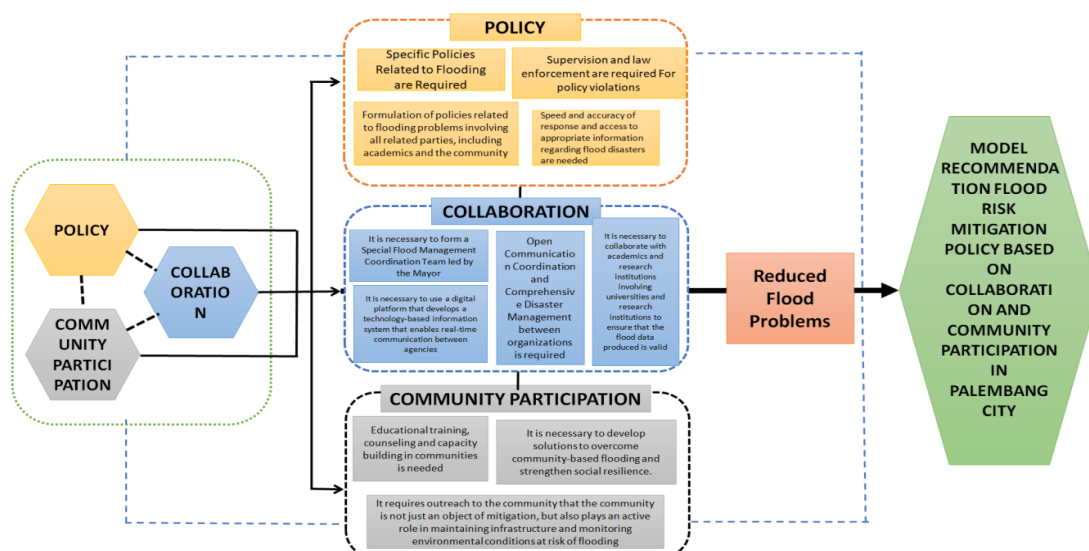 POLICY
COLLAB
ORATIO
N
COMM
UNITY
PARTICI
PATION
POLICY
Specific Policies
Related to Flooding
are Required
Supervision and law
enforcement are required For
policy violations
Formulation of policies related
to flooding problems involving
all related parties, including
academics and the community
Speed and accuracy of
response and access to
appropriate information
regarding flood disasters
are needed
COLLABORATION
It is necessary to form a
Special Flood Management
Coordination Team led by
the Mayor
It is necessary to use a digital
platform that develops a
technology-based information
system that enables real-time
communication between
agencies
Open
Communicatio
n Coordination
and
Comprehensiv
e Disaster
Management
between
organizations
is required
It is necessary to
collaborate with
academics and
research
institutions
involving
universities and
research
institutions to
ensure that the
flood data
produced is valid
COMMUNITY PARTICIPATION
Educational training,
counseling and capacity
building in communities
is needed
It is necessary to develop
solutions to overcome
community-based flooding and
strengthen social resilience.
It requires outreach to the community that the community
is not just an object of mitigation, but also plays an active
role in maintaining infrastructure and monitoring
environmental conditions at risk of flooding
Reduced
Flood
Problems
MODEL
RECOMMENDA
TION FLOOD
RISK
MITIGATION
POLICY BASED
ON
COLLABORATI
ON AND
COMMUNITY
PARTICIPATION
IN
PALEMBANG
CITY